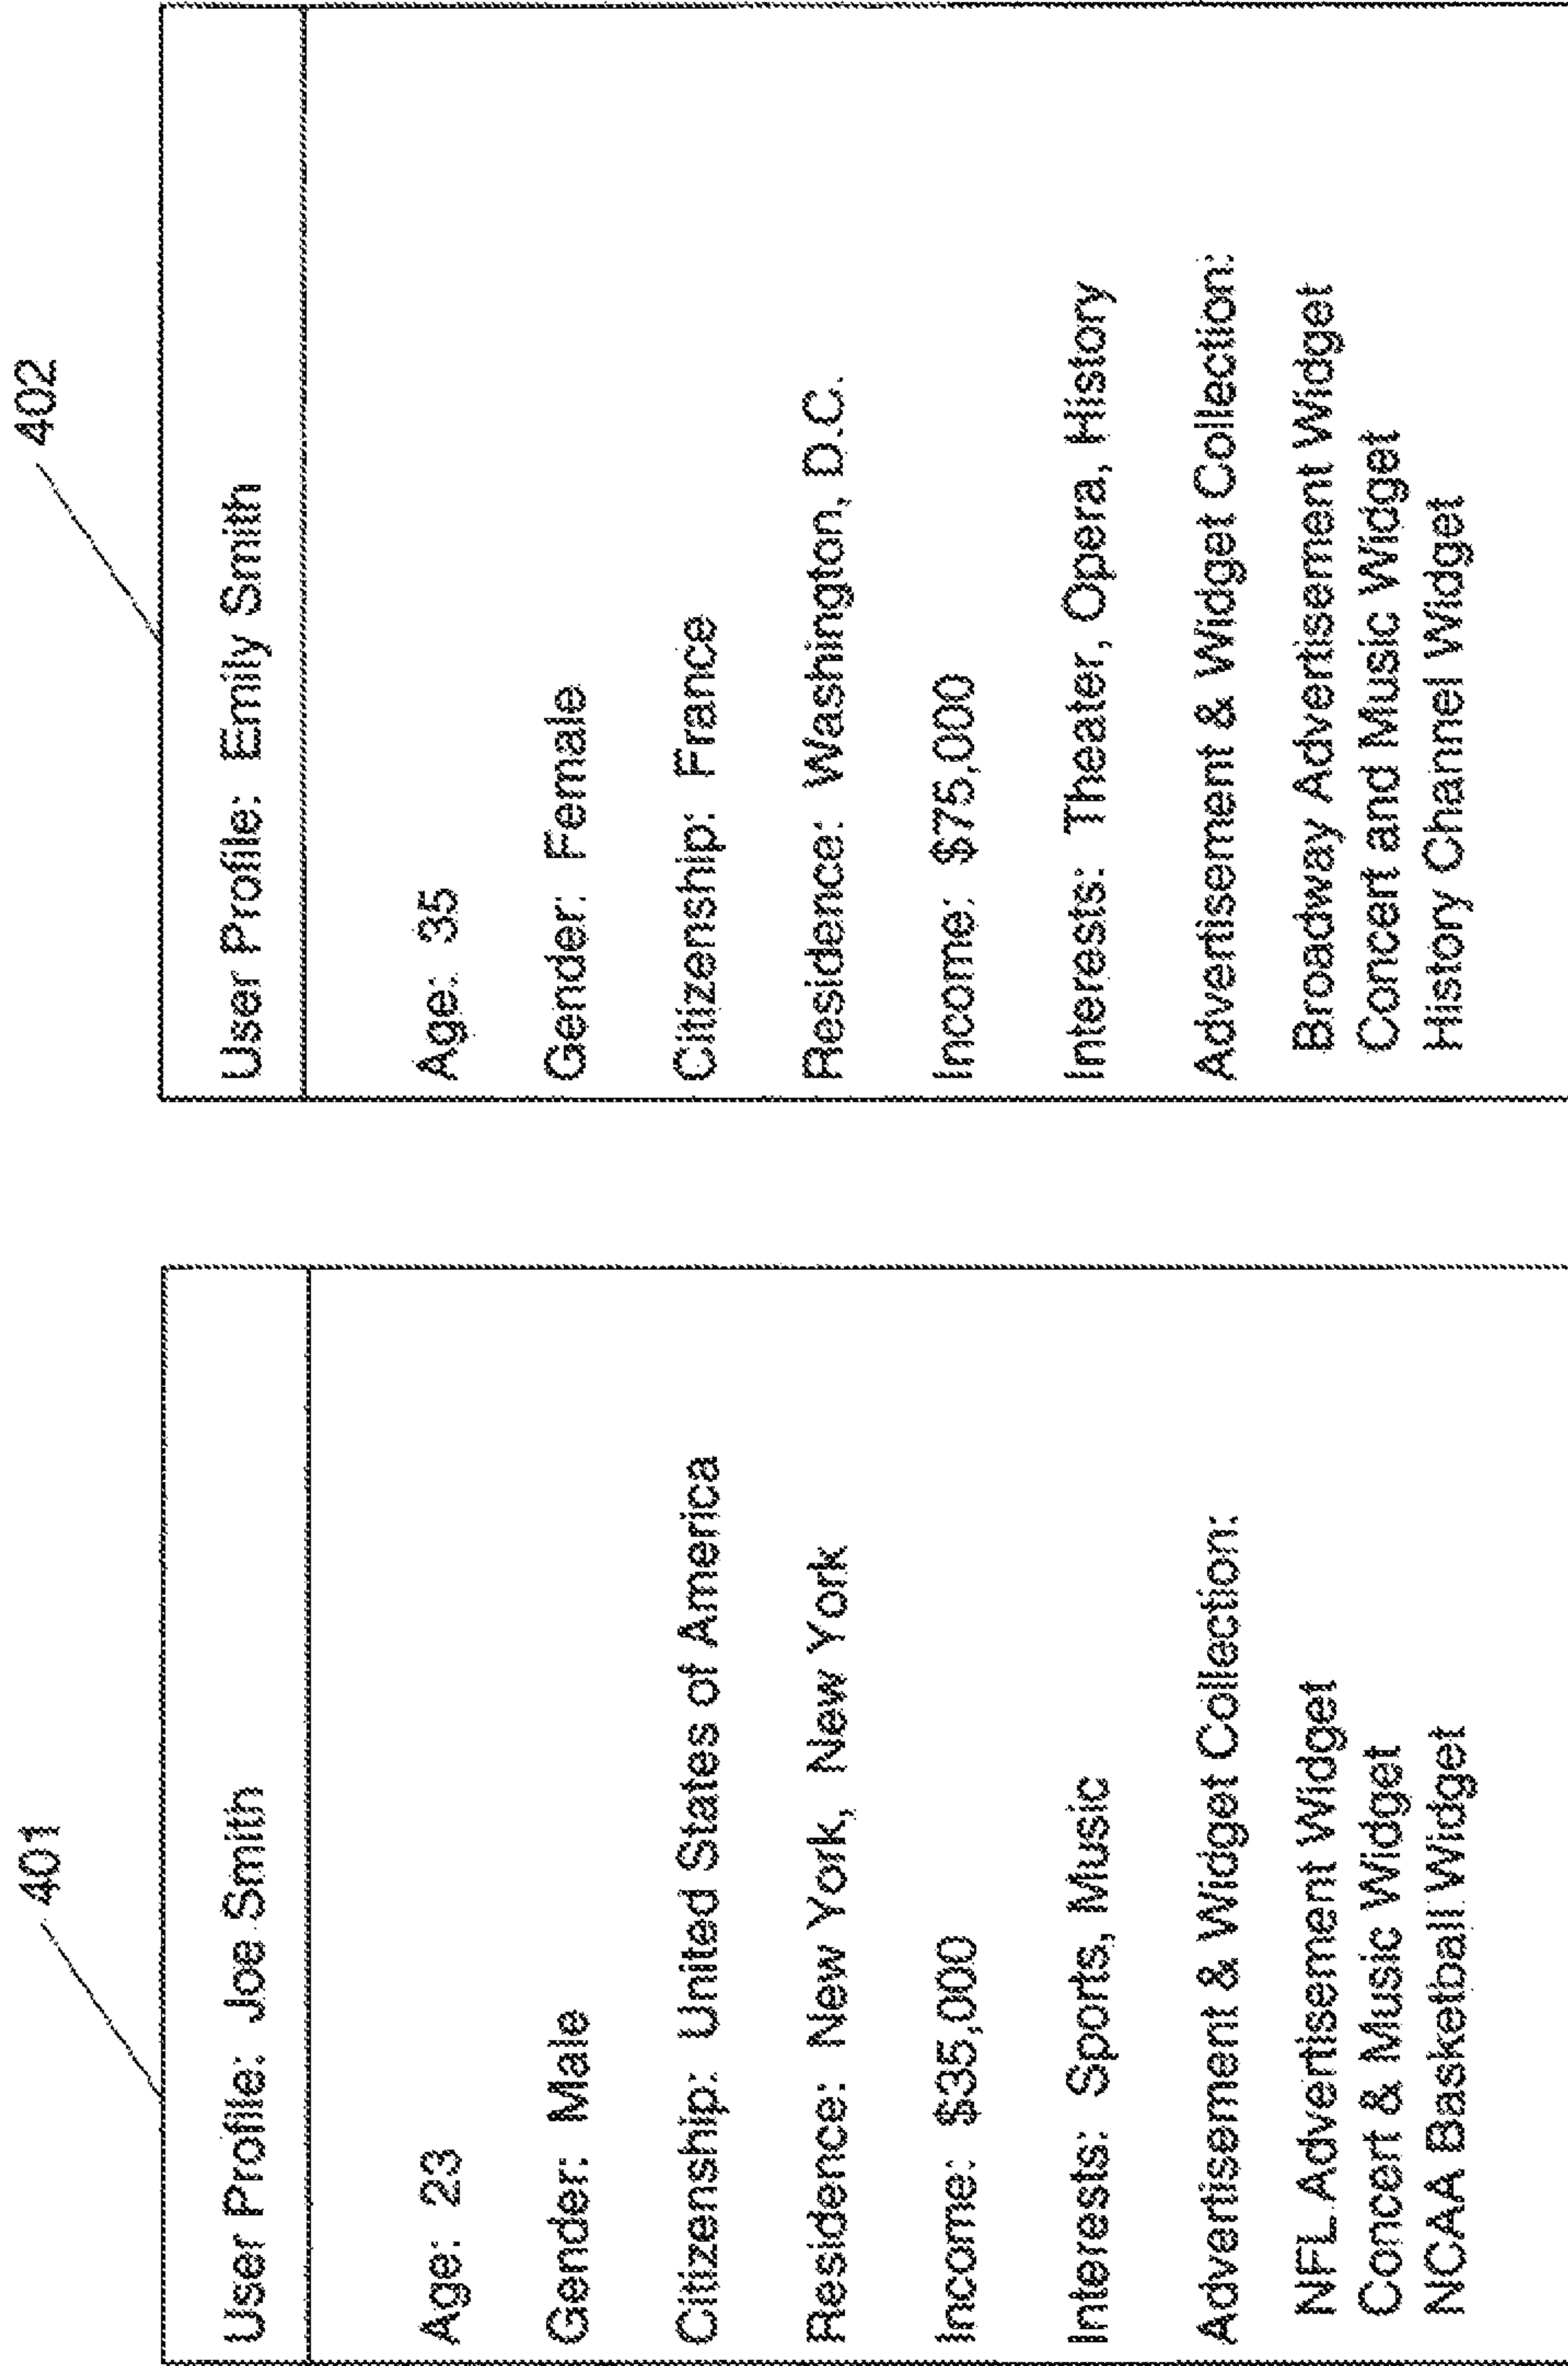 401
User Profile: Joe Smith
Age: 23
Gender: Male
Citizenship: United States of America
Residence: New York, New York
Income: $35,000
Interests: Sports, Music
Advertisement & Widget Collection:
NFL Advertisement Widget
Concert & Music Widget
NCAA Basketball Widget
402
User Profile: Emily Smith
Age: 35
Gender: Female
Citizenship: France
Residence: Washington, D.C.
Income: $75,000
Interests: Theater, Opera, History
Advertisement & Widget Collection:
Broadway Advertisement Widget
Concert and Music Widget
History Channel Widget